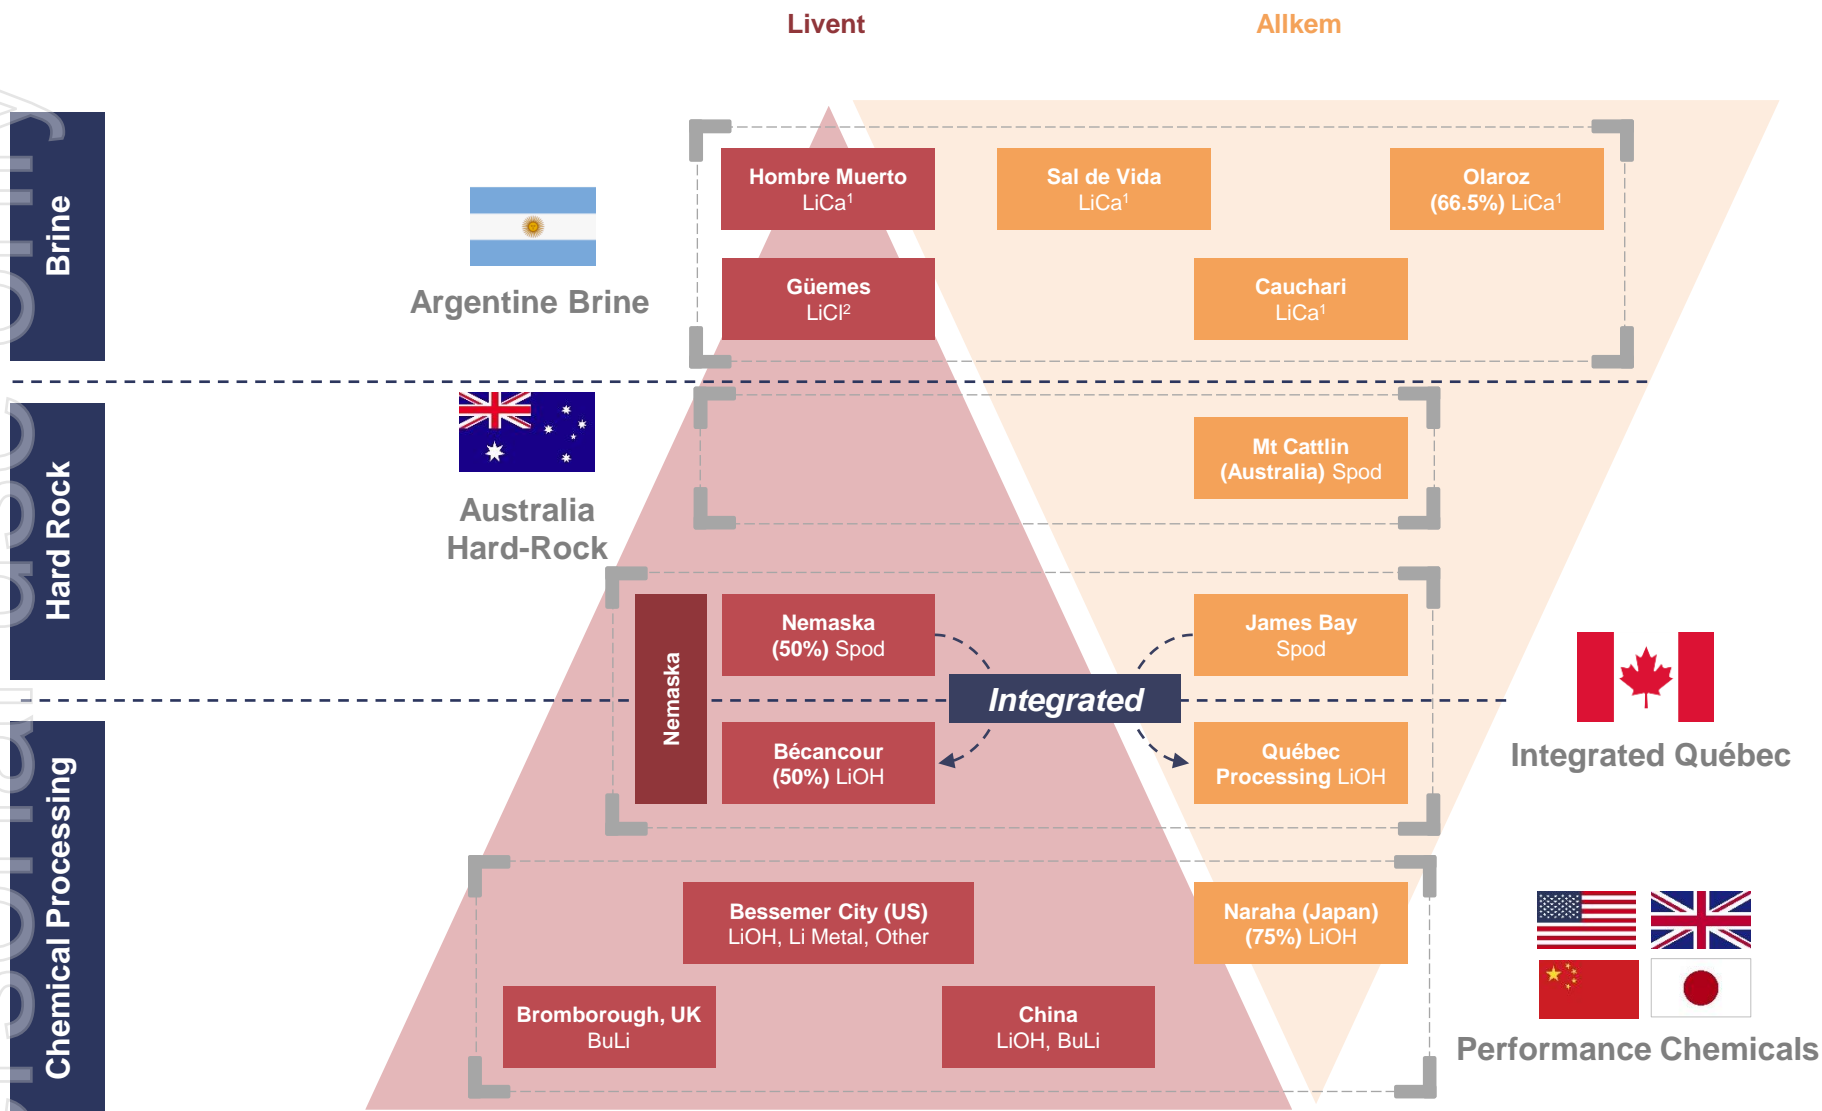 Livent
Allkem
Brine
Argentine Brine
Hombre Muerto
LiCa¹
Sal de Vida
LiCa¹
Olaroz
(66.5%) LiCa¹
Güemes
LiCl²
Cauchari
LiCa¹
Hard Rock
Australia
Hard-Rock
Mt Cattlin
(Australia) Spod
Nemaska
Nemaska
(50%) Spod
James Bay
Spod
Integrated
Bécancour
(50%) LiOH
Québec
Processing LiOH
Integrated Québec
Chemical Processing
Bessemer City (US)
LiOH, Li Metal, Other
Naraha (Japan)
(75%) LiOH
Bromborough, UK
BuLi
China
LiOH, BuLi
Performance Chemicals